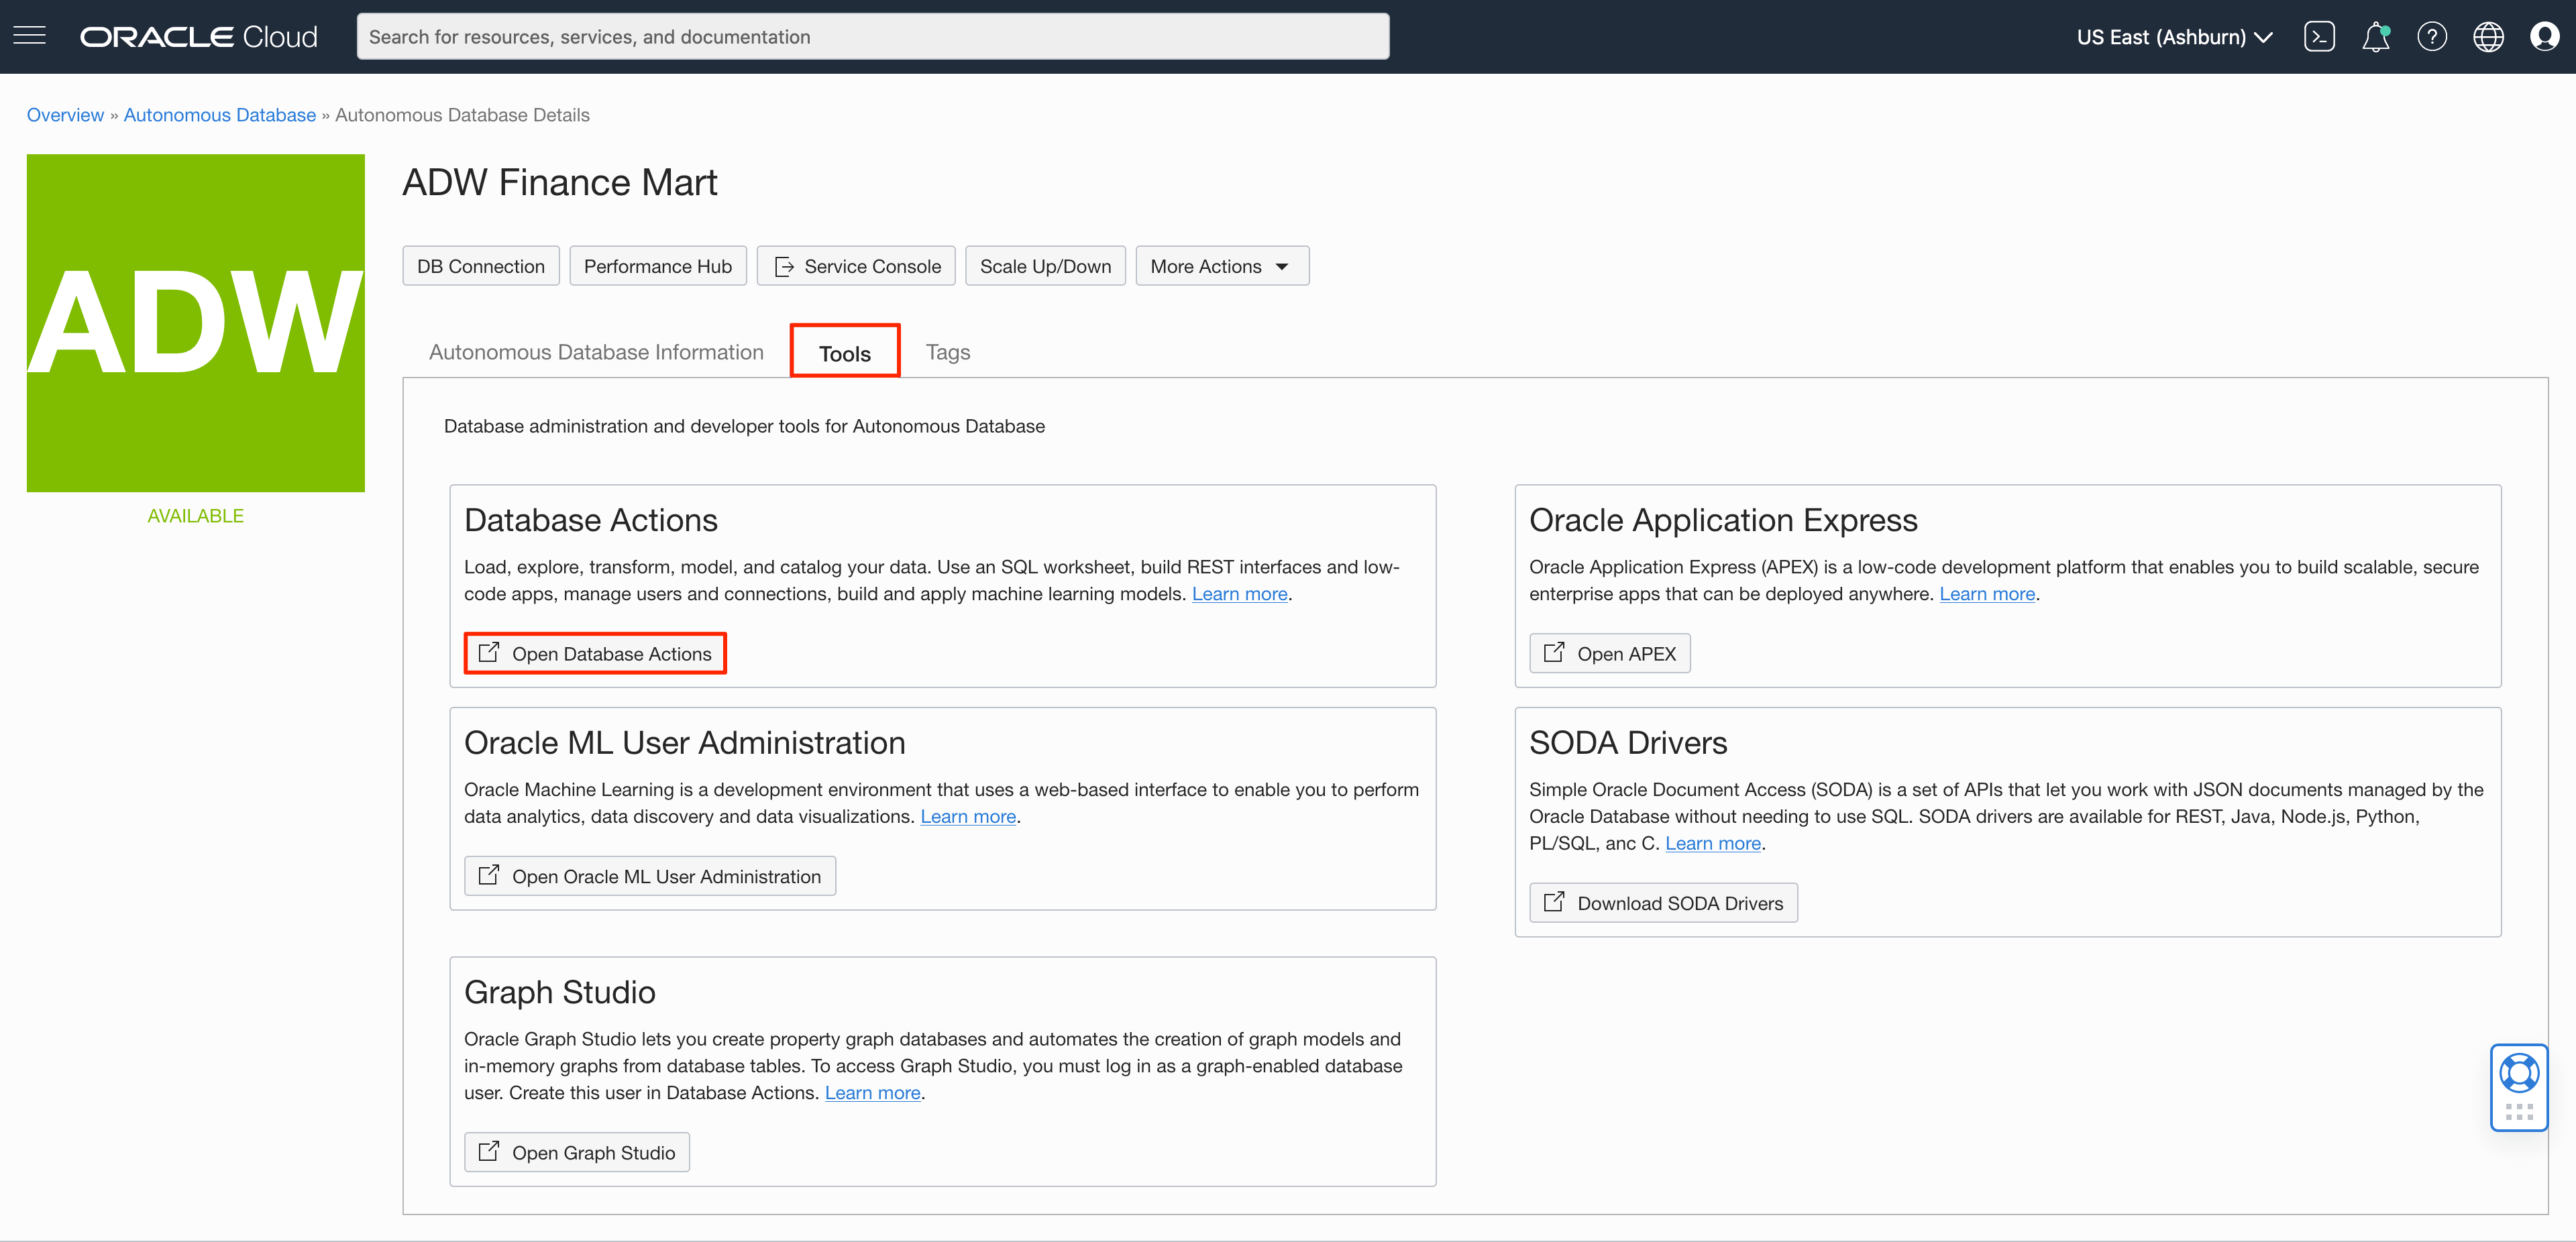 ORACLE Cloud
Search for resources, services, and documentation
US East (Ashburn)
Overview » Autonomous Database » Autonomous Database Details
ADW
AVAILABLE
ADW Finance Mart
DB Connection
Performance Hub
Service Console
Scale Up/Down
More Actions
Autonomous Database Information
Tools
Tags
Database administration and developer tools for Autonomous Database
Database Actions
Load, explore, transform, model, and catalog your data. Use an SQL worksheet, build REST interfaces and low-
code apps, manage users and connections, build and apply machine learning models. Learn more.
Open Database Actions
Oracle Application Express
Oracle Application Express (APEX) is a low-code development platform that enables you to build scalable, secure
enterprise apps that can be deployed anywhere. Learn more.
Open APEX
Oracle ML User Administration
Oracle Machine Learning is a development environment that uses a web-based interface to enable you to perform
data analytics, data discovery and data visualizations. Learn more.
Open Oracle ML User Administration
SODA Drivers
Simple Oracle Document Access (SODA) is a set of APIs that let you work with JSON documents managed by the
Oracle Database without needing to use SQL. SODA drivers are available for REST, Java, Node.js, Python,
PL/SQL, anc C. Learn more.
Download SODA Drivers
Graph Studio
Oracle Graph Studio lets you create property graph databases and automates the creation of graph models and
in-memory graphs from database tables. To access Graph Studio, you must log in as a graph-enabled database
user. Create this user in Database Actions. Learn more.
Open Graph Studio